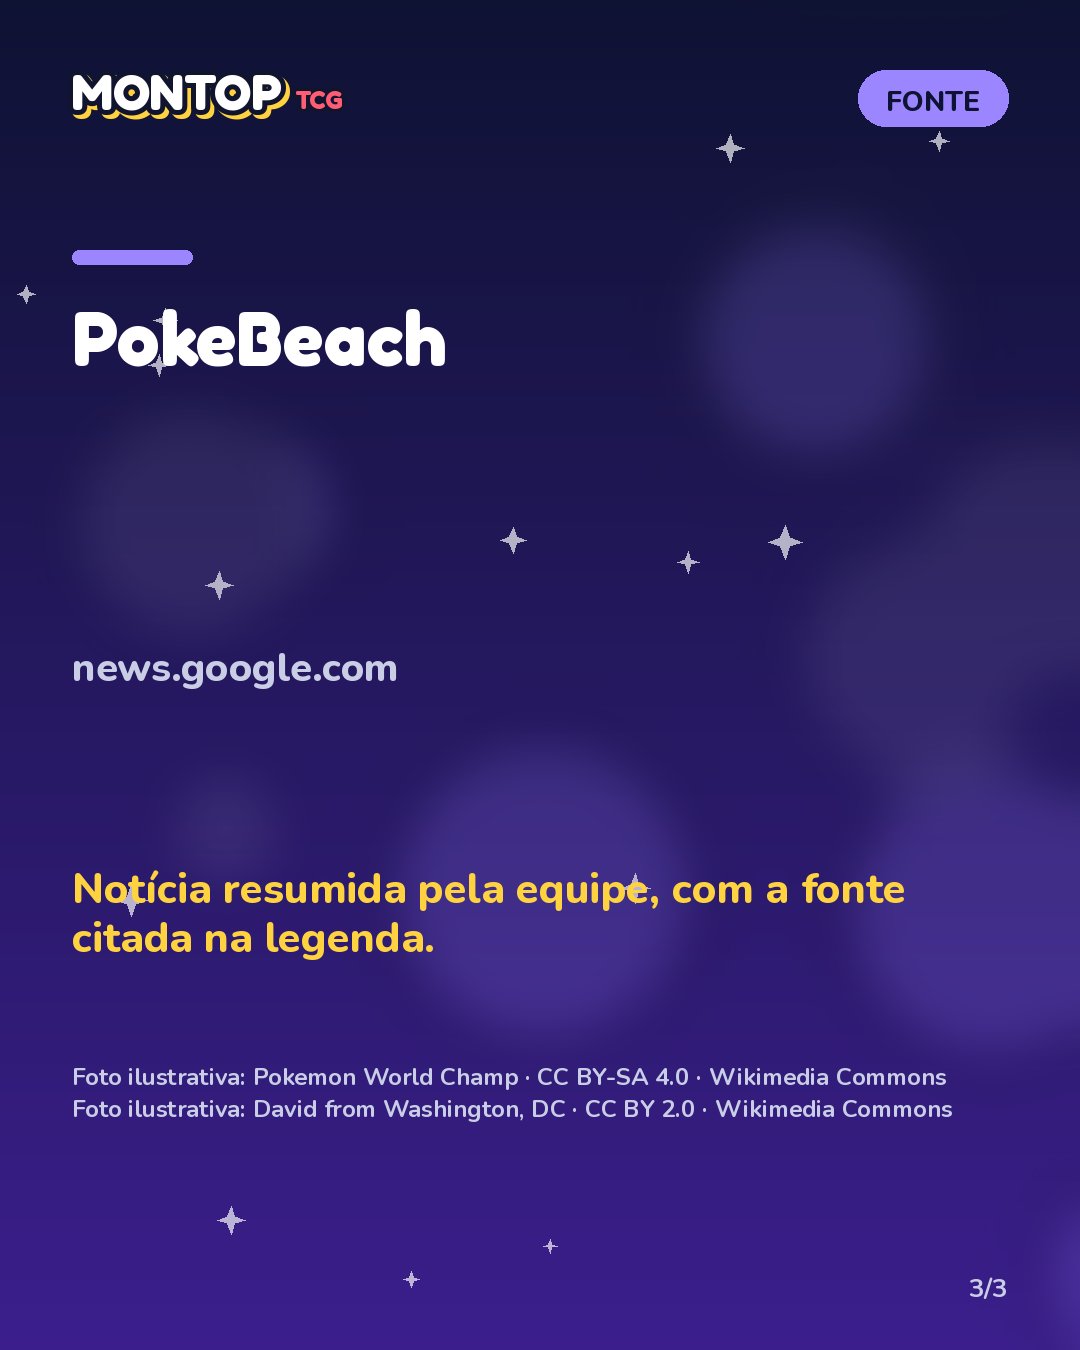 MONTOP TCG
FONTE
PokeBeach
news.google.com
Notícia resumida pela equipe, com a fonte
citada na legenda.
Foto ilustrativa: Pokemon World Champ · CC BY-SA 4.0 · Wikimedia Commons
Foto ilustrativa: David from Washington, DC · CC BY 2.0 · Wikimedia Commons
3/3